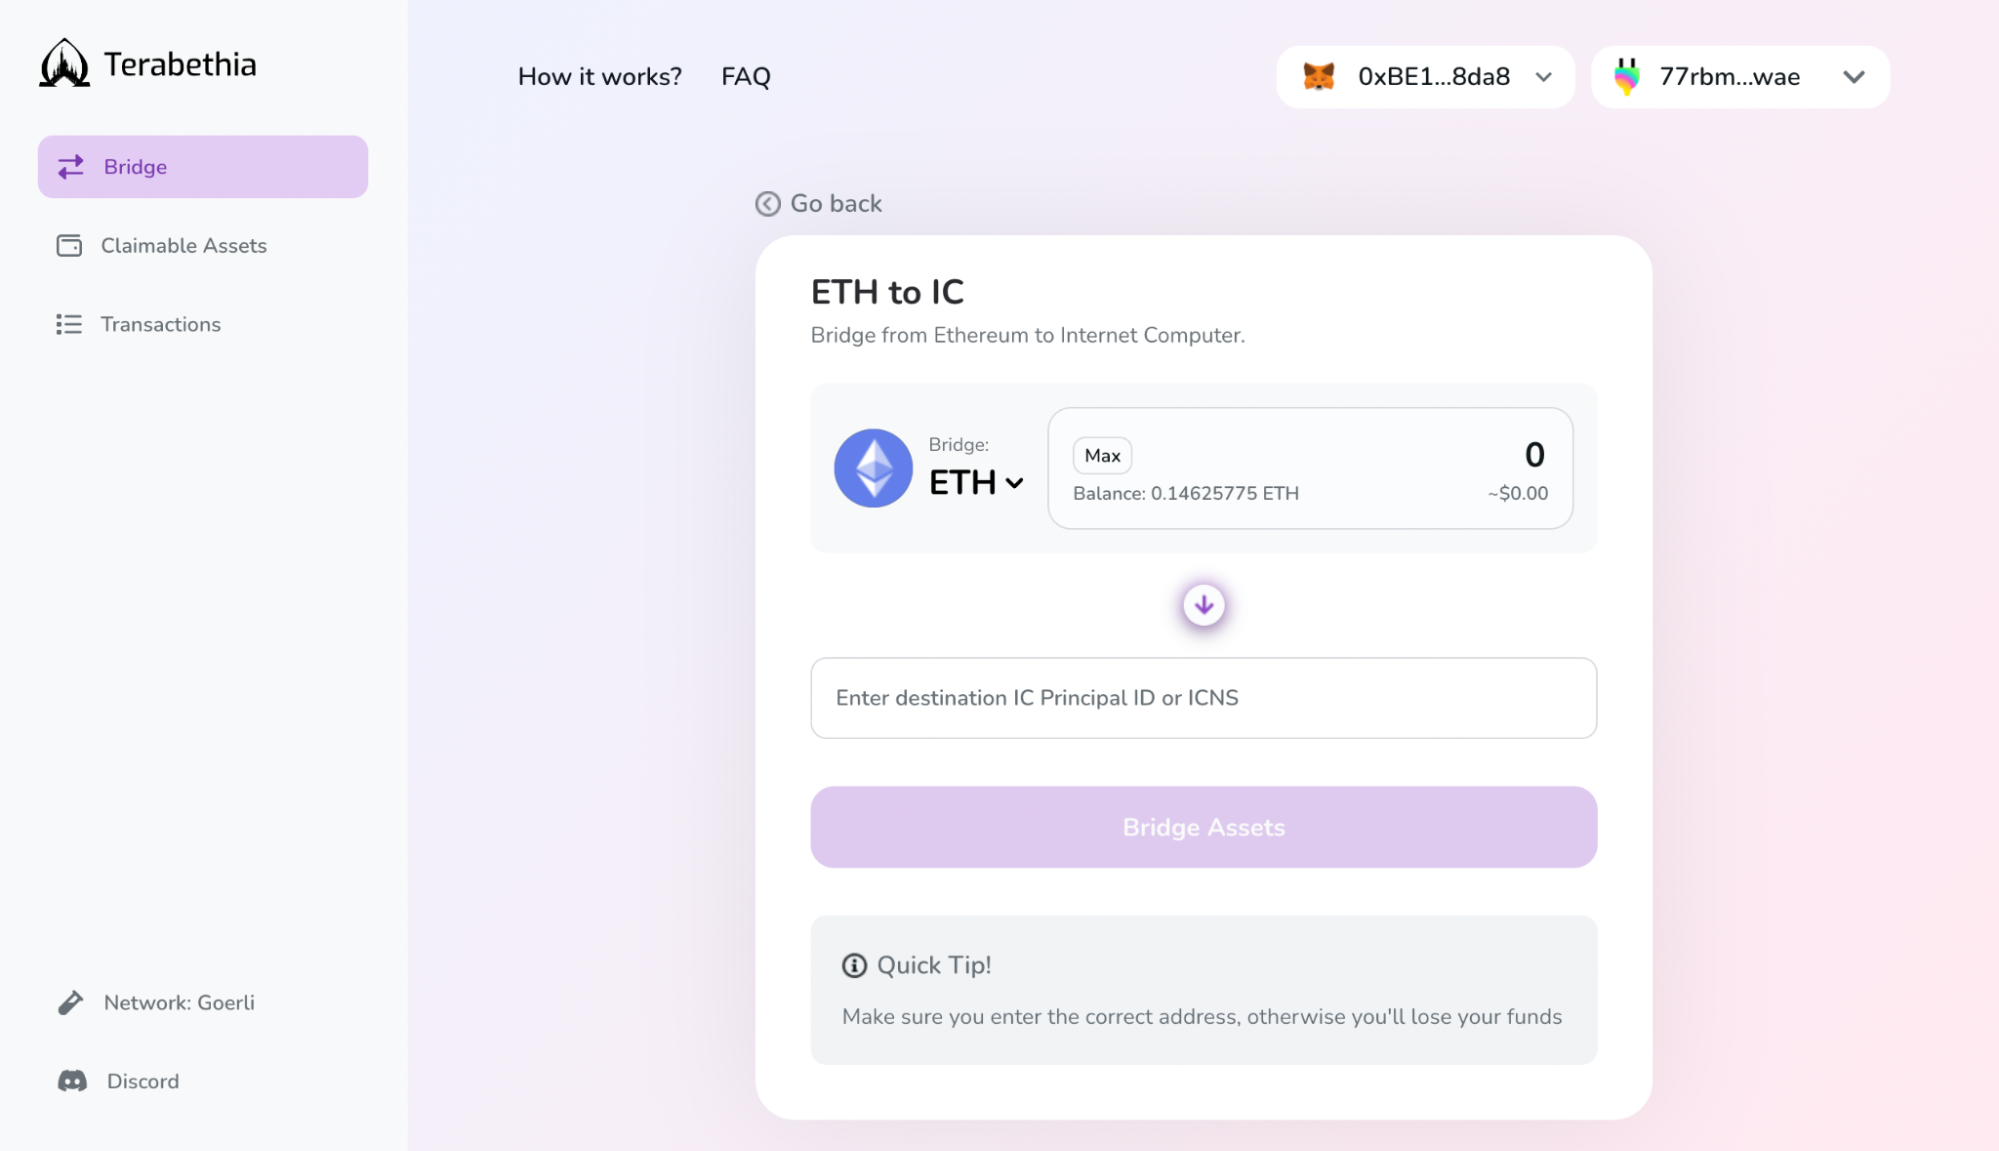 Terabethia
Bridge
Claimable Assets
Transactions
Network: Goerli
Discord
How it works?
FAQ
0xBE1...8da8
77rbm...wae
Go back
ETH to IC
Bridge from Ethereum to Internet Computer.
Bridge:
ETH
Max
0
Balance: 0.14625775 ETH
~$0.00
Enter destination IC Principal ID or ICNS
Bridge Assets
Quick Tip!
Make sure you enter the correct address, otherwise you'll lose your funds